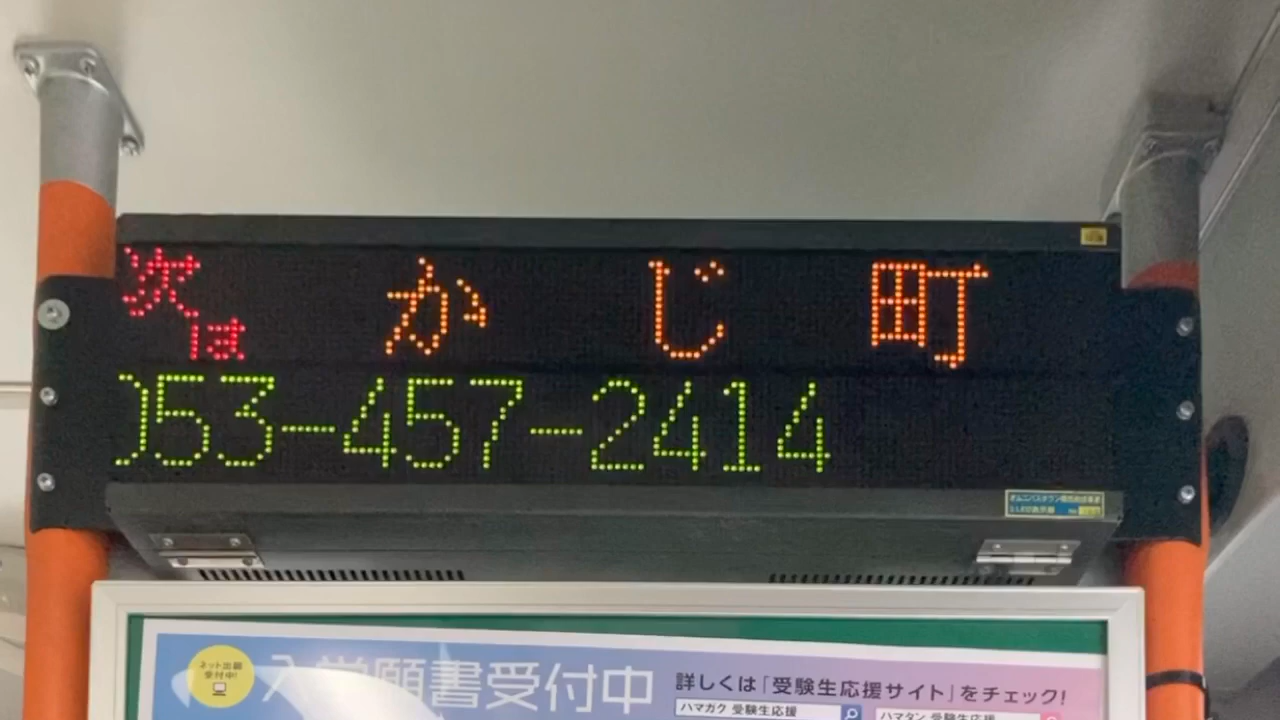 次は かじ町
053-457-2414
ネット出願
受付中!
入学願書受付中
詳しくは「受験生応援サイト」をチェック!
ハマガク 受験生応援 ハマタン 受験生応援